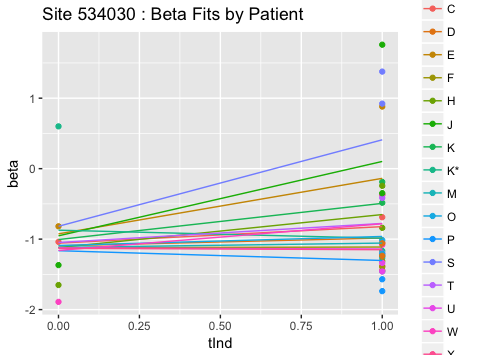 Site 534030 : Beta Fits by Patient
beta
1
0
-1
-2
0.00 0.25 0.50 0.75 1.00
tInd
C
D
E
F
H
J
K
K*
M
O
P
S
T
U
W